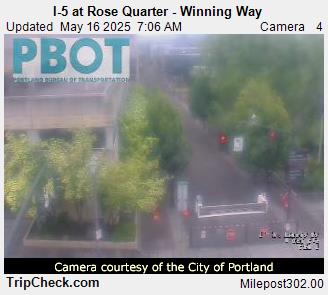 I-5 at Rose Quarter - Winning Way
Updated May 16 2025 7:06 AM Camera 4
PBOT
PORTLAND BUREAU OF TRANSPORTATION
Camera courtesy of the City of Portland
TripCheck.com Milepost302.00